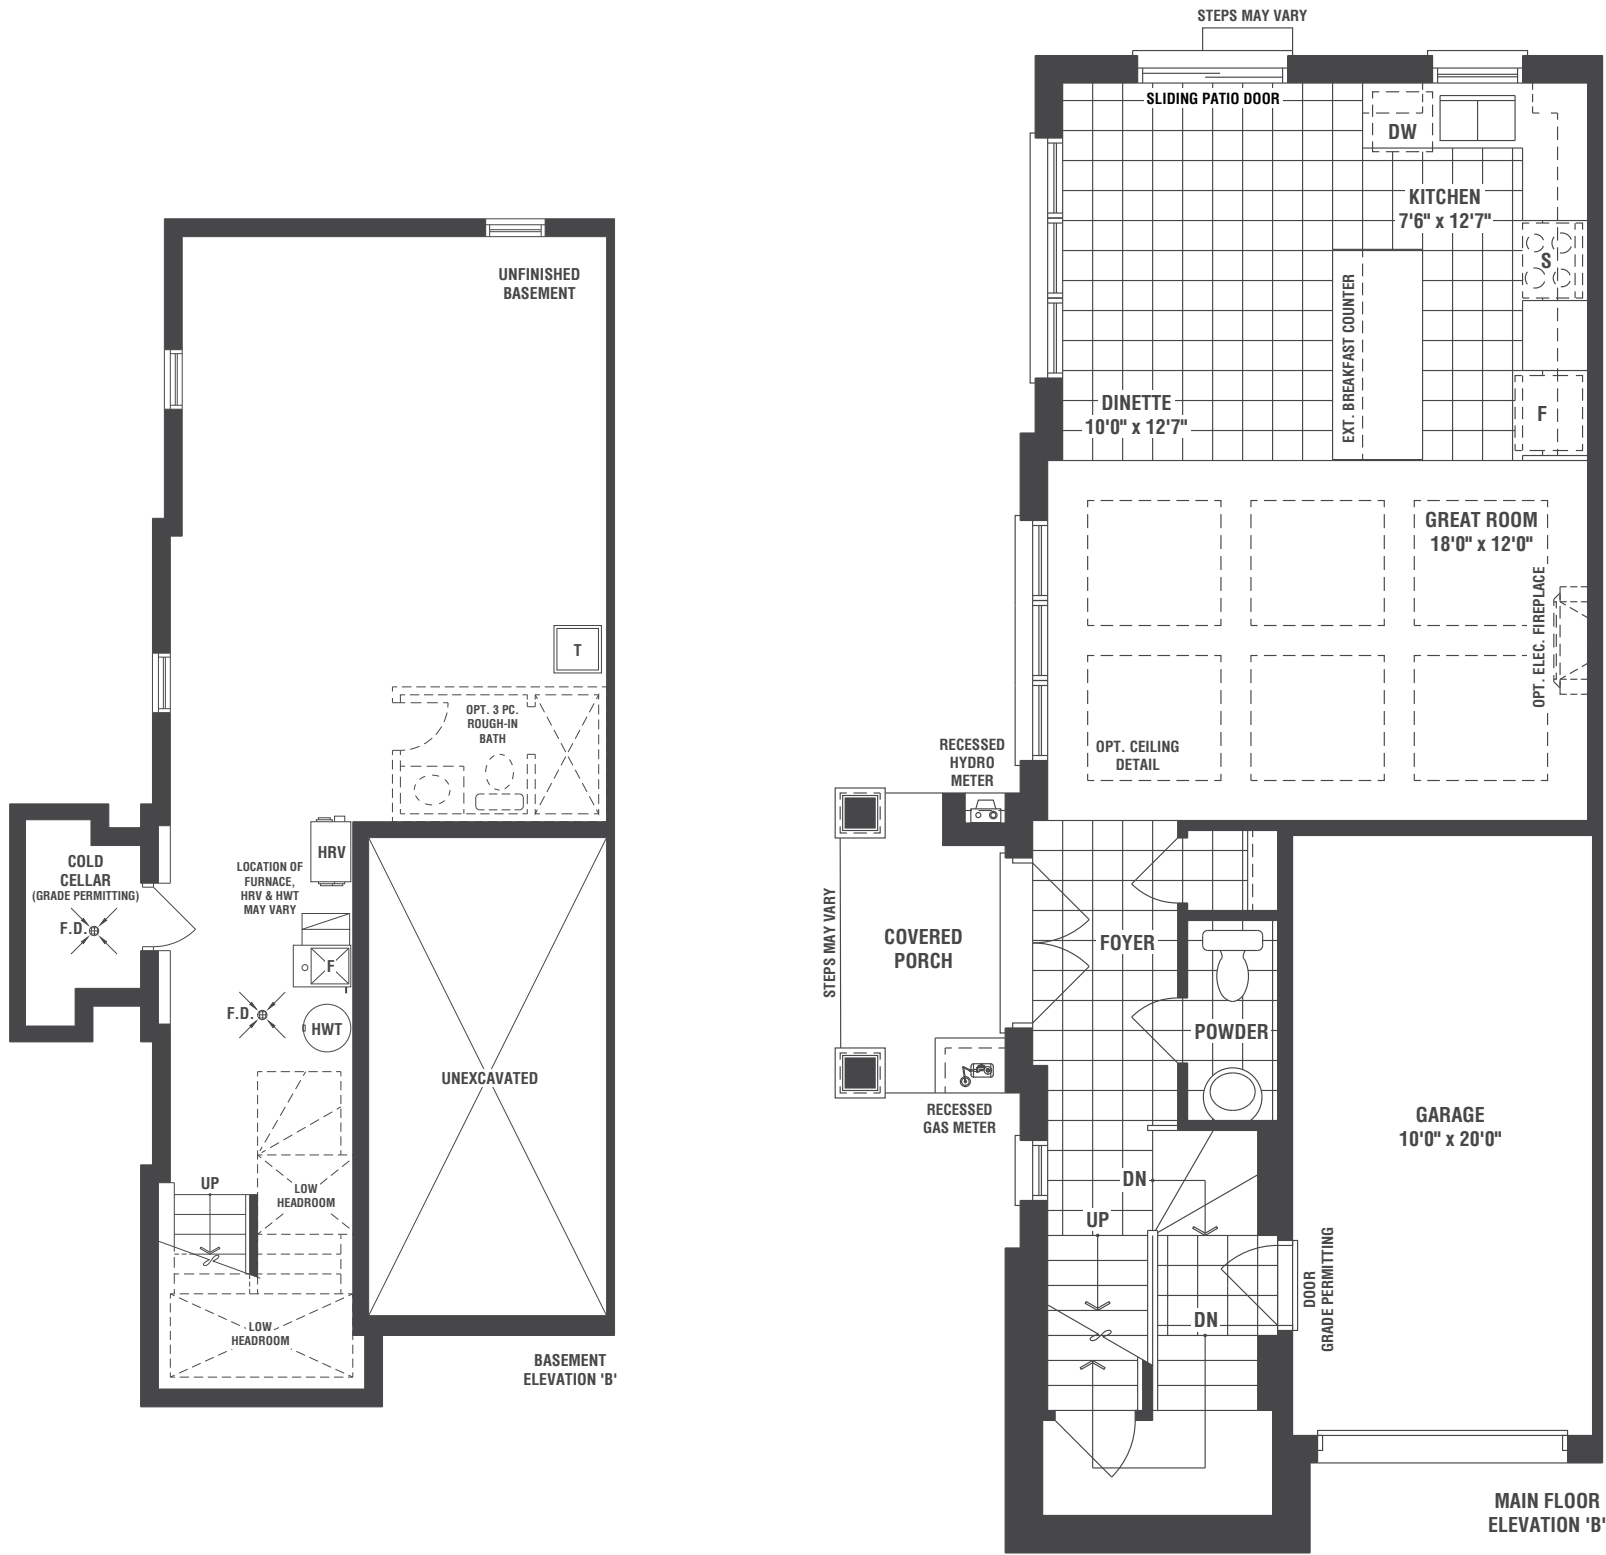 UNFINISHED
BASEMENT
T
OPT. 3 PC.
ROUGH-IN
BATH
COLD
CELLAR
(GRADE PERMITTING)
F.D.
LOCATION OF
FURNACE,
HRV & HWT
MAY VARY
HRV
F
F.D.
HWT
UNEXCAVATED
UP
LOW
HEADROOM
LOW
HEADROOM
BASEMENT
ELEVATION 'B'
STEPS MAY VARY
SLIDING PATIO DOOR
DW
KITCHEN
7'6" x 12'7"
S
EXT. BREAKFAST COUNTER
DINETTE
10'0" x 12'7"
F
GREAT ROOM
18'0" x 12'0"
OPT. ELEC. FIREPLACE
OPT. CEILING
DETAIL
RECESSED
HYDRO
METER
STEPS MAY VARY
COVERED
PORCH
FOYER
POWDER
RECESSED
GAS METER
GARAGE
10'0" x 20'0"
DN
UP
DOOR
GRADE PERMITTING
DN
MAIN FLOOR
ELEVATION 'B'